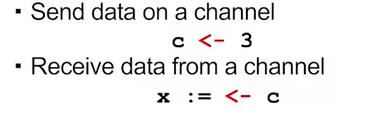 ▪ Send data on a channel
c <- 3
▪ Receive data from a channel
x := <- c